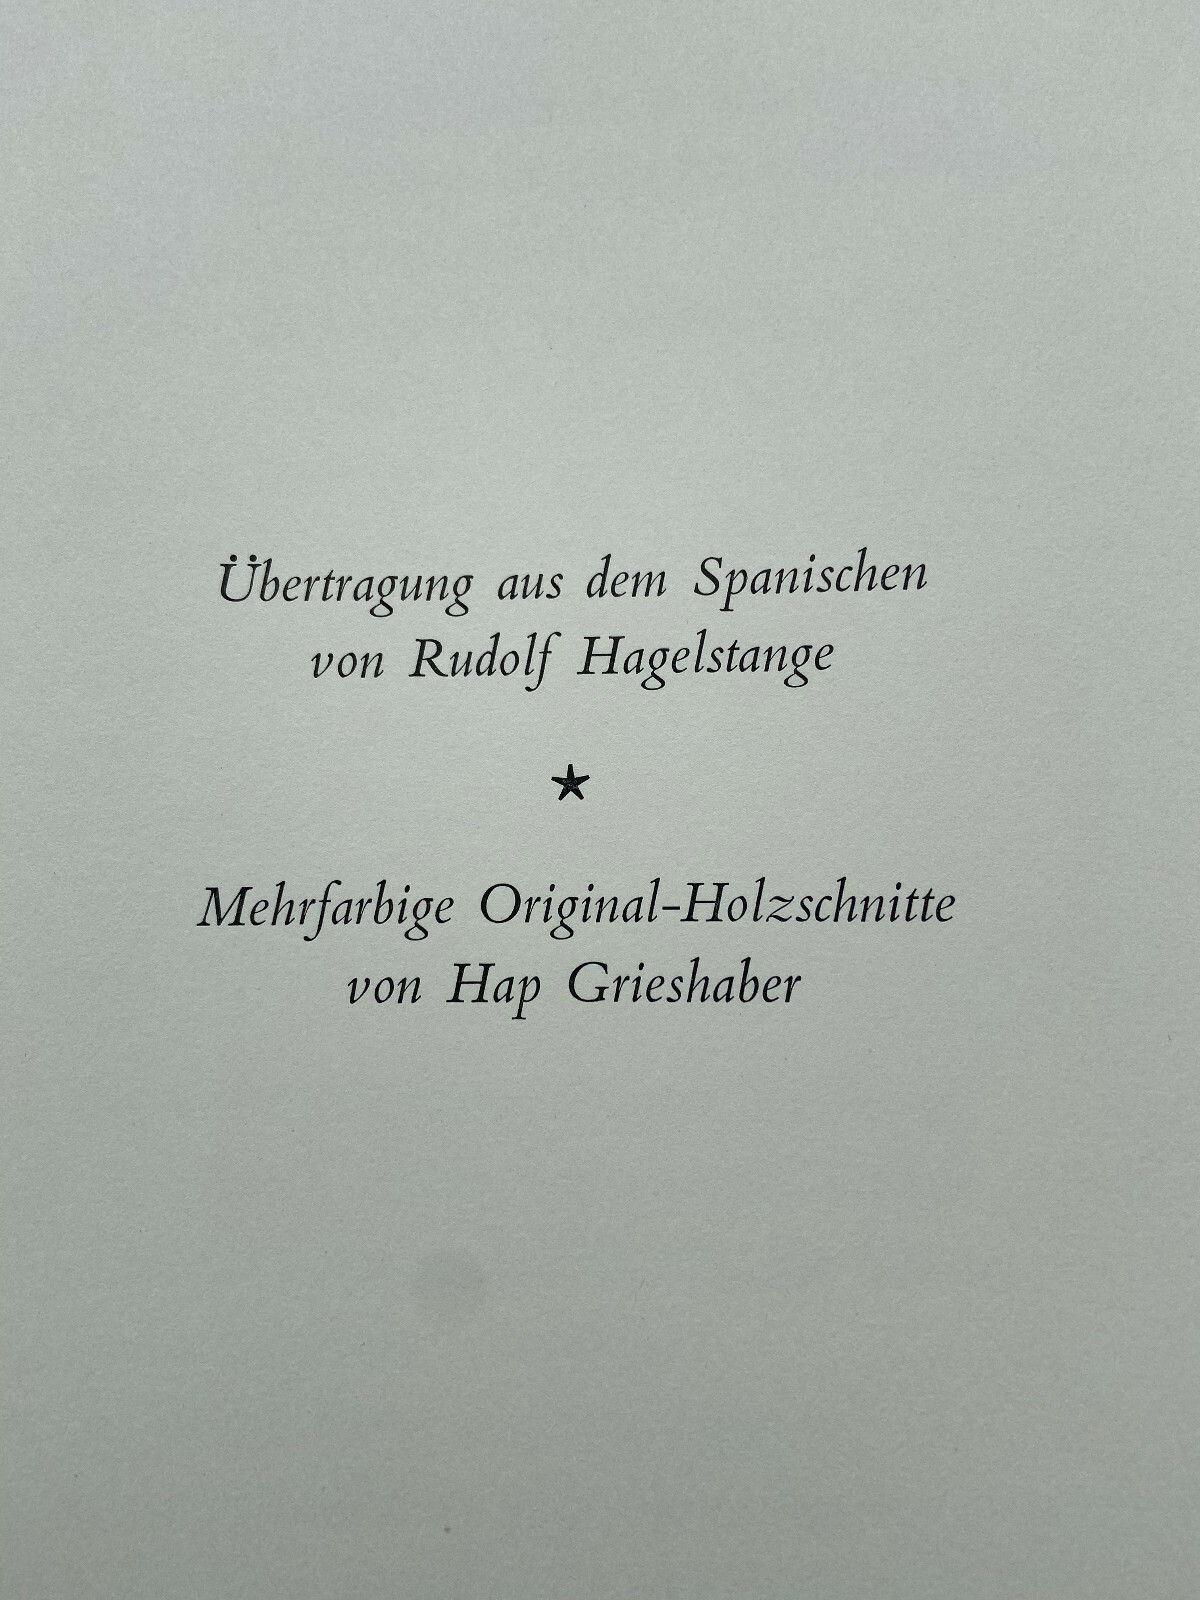 Übertragung aus dem Spanischen
von Rudolf Hagelstange
★
Mehrfarbige Original-Holzschnitte
von Hap Grieshaber